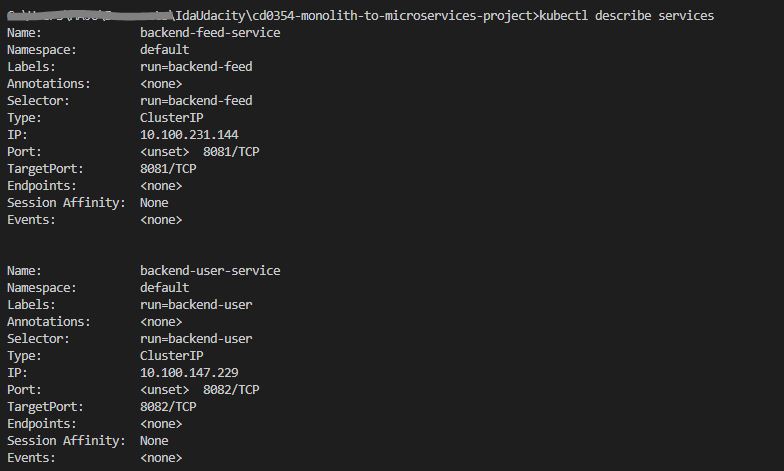 \IdaUdacity\cd0354-monolith-to-microservices-project>kubectl describe services
Name: backend-feed-service
Namespace: default
Labels: run=backend-feed
Annotations: <none>
Selector: run=backend-feed
Type: ClusterIP
IP: 10.100.231.144
Port: <unset> 8081/TCP
TargetPort: 8081/TCP
Endpoints: <none>
Session Affinity: None
Events: <none>
Name: backend-user-service
Namespace: default
Labels: run=backend-user
Annotations: <none>
Selector: run=backend-user
Type: ClusterIP
IP: 10.100.147.229
Port: <unset> 8082/TCP
TargetPort: 8082/TCP
Endpoints: <none>
Session Affinity: None
Events: <none>